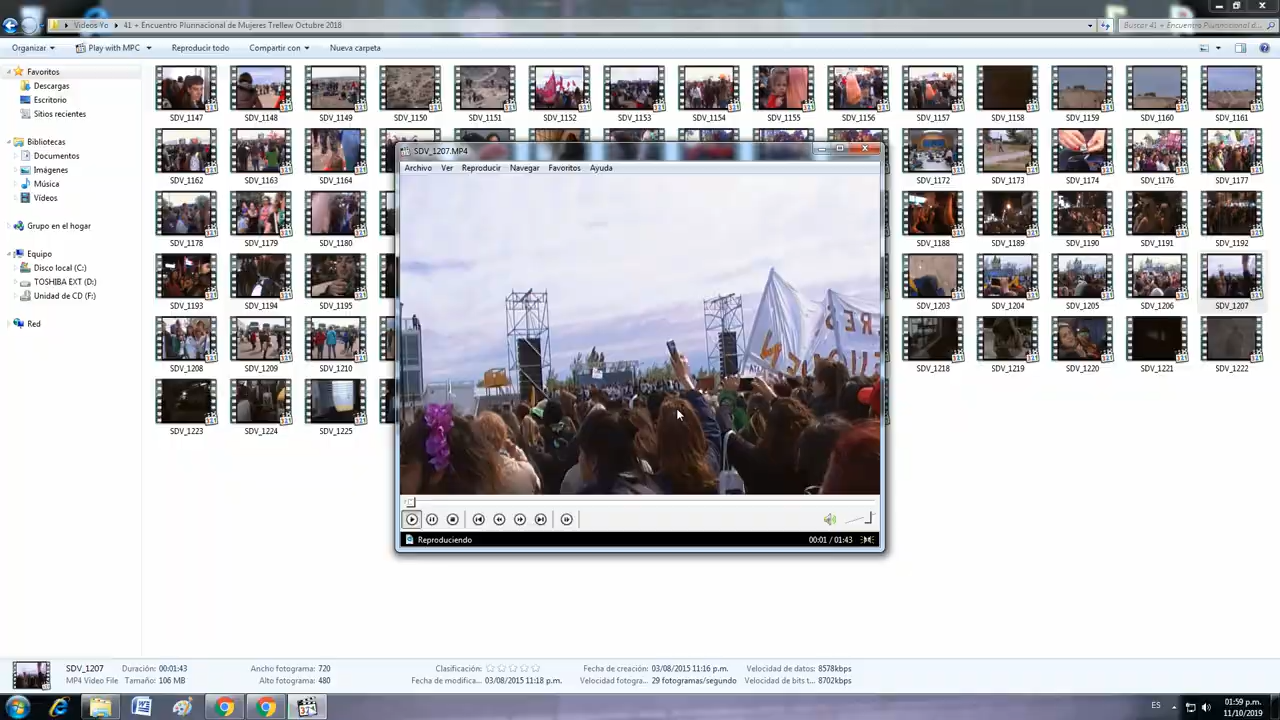 Videos Yo ▸ 41 + Encuentro Plurinacional de Mujeres Trellew Octubre 2018
Buscar 41 + Encuentro Plurinacional d...
Organizar Play with MPC Reproducir todo Compartir con Nueva carpeta
Favoritos
Descargas
Escritorio
Sitios recientes
Bibliotecas
Documentos
Imágenes
Música
Vídeos
Grupo en el hogar
Equipo
Disco local (C:)
TOSHIBA EXT (D:)
Unidad de CD (F:)
Red
SDV_1147 SDV_1148 SDV_1149 SDV_1150 SDV_1151 SDV_1152 SDV_1153 SDV_1154 SDV_1155 SDV_1156 SDV_1157 SDV_1158 SDV_1159 SDV_1160 SDV_1161
SDV_1162 SDV_1163 SDV_1164 SDV_1172 SDV_1173 SDV_1174 SDV_1176 SDV_1177
SDV_1178 SDV_1179 SDV_1180 SDV_1188 SDV_1189 SDV_1190 SDV_1191 SDV_1192
SDV_1193 SDV_1194 SDV_1195 SDV_1203 SDV_1204 SDV_1205 SDV_1206 SDV_1207
SDV_1208 SDV_1209 SDV_1210 SDV_1218 SDV_1219 SDV_1220 SDV_1221 SDV_1222
SDV_1223 SDV_1224 SDV_1225
SDV_1207.MP4
Archivo Ver Reproducir Navegar Favoritos Ayuda
Reproduciendo 00:01 / 01:43
SDV_1207 Duración: 00:01:43 Ancho fotograma: 720 Clasificación: Fecha de creación: 03/08/2015 11:16 p.m. Velocidad de datos: 8578kbps
MP4 Video File Tamaño: 106 MB Alto fotograma: 480 Fecha de modifica... 03/08/2015 11:18 p.m. Velocidad fotogra... 29 fotogramas/segundo Velocidad de bits t... 8702kbps
ES 01:59 p.m.
11/10/2019